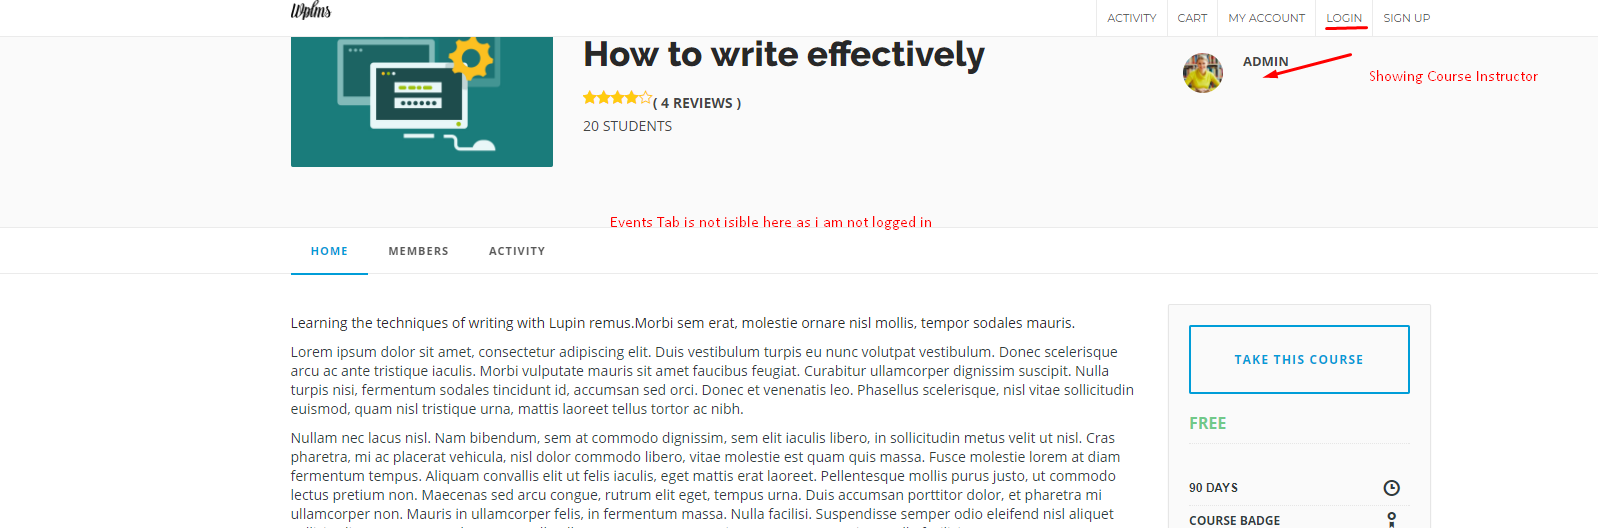 Wplms
ACTIVITY CART MY ACCOUNT LOGIN SIGN UP
How to write effectively
ADMIN
Showing Course Instructor
( 4 REVIEWS )
20 STUDENTS
Events Tab is not isible here as i am not logged in
HOME MEMBERS ACTIVITY
Learning the techniques of writing with Lupin remus.Morbi sem erat, molestie ornare nisl mollis, tempor sodales mauris.
Lorem ipsum dolor sit amet, consectetur adipiscing elit. Duis vestibulum turpis eu nunc volutpat vestibulum. Donec scelerisque
arcu ac ante tristique iaculis. Morbi vulputate mauris sit amet faucibus feugiat. Curabitur ullamcorper dignissim suscipit. Nulla
turpis nisi, fermentum sodales tincidunt id, accumsan sed orci. Donec et venenatis leo. Phasellus scelerisque, nisl vitae sollicitudin
euismod, quam nisl tristique urna, mattis laoreet tellus tortor ac nibh.
Nullam nec lacus nisl. Nam bibendum, sem at commodo dignissim, sem elit iaculis libero, in sollicitudin metus velit ut nisl. Cras
pharetra, mi ac placerat vehicula, nisl dolor commodo libero, vitae molestie est quam quis massa. Fusce molestie lorem at diam
fermentum tempus. Aliquam convallis elit ut felis iaculis, eget mattis erat laoreet. Pellentesque mollis purus justo, ut commodo
lectus pretium non. Maecenas sed arcu congue, rutrum elit eget, tempus urna. Duis accumsan porttitor dolor, et pharetra mi
ullamcorper non. Mauris in ullamcorper felis, in fermentum massa. Nulla facilisi. Suspendisse semper odio eleifend nisl aliquet
TAKE THIS COURSE
FREE
90 DAYS
COURSE BADGE